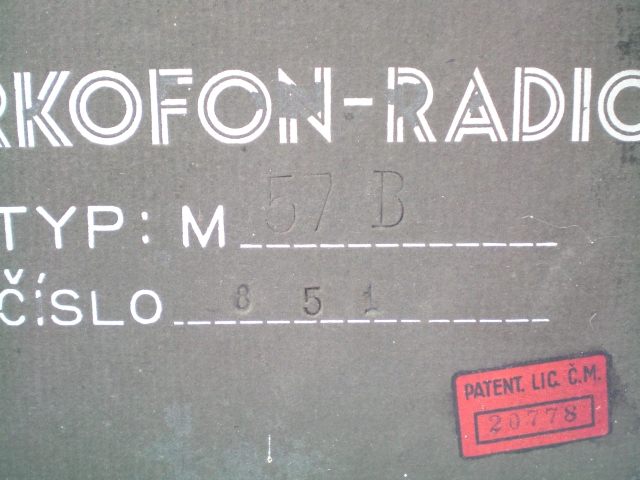 RKOFON-RADIO
TYP: M 57 B
ČÍSLO 851
PATENT. LIC. Č.M.
20778